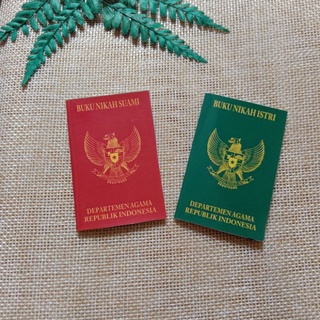 BUKU NIKAH SUAMI
DEPARTEMEN AGAMA
REPUBLIK INDONESIA
BUKU NIKAH ISTRI
DEPARTEMEN AGAMA
REPUBLIK INDONESIA